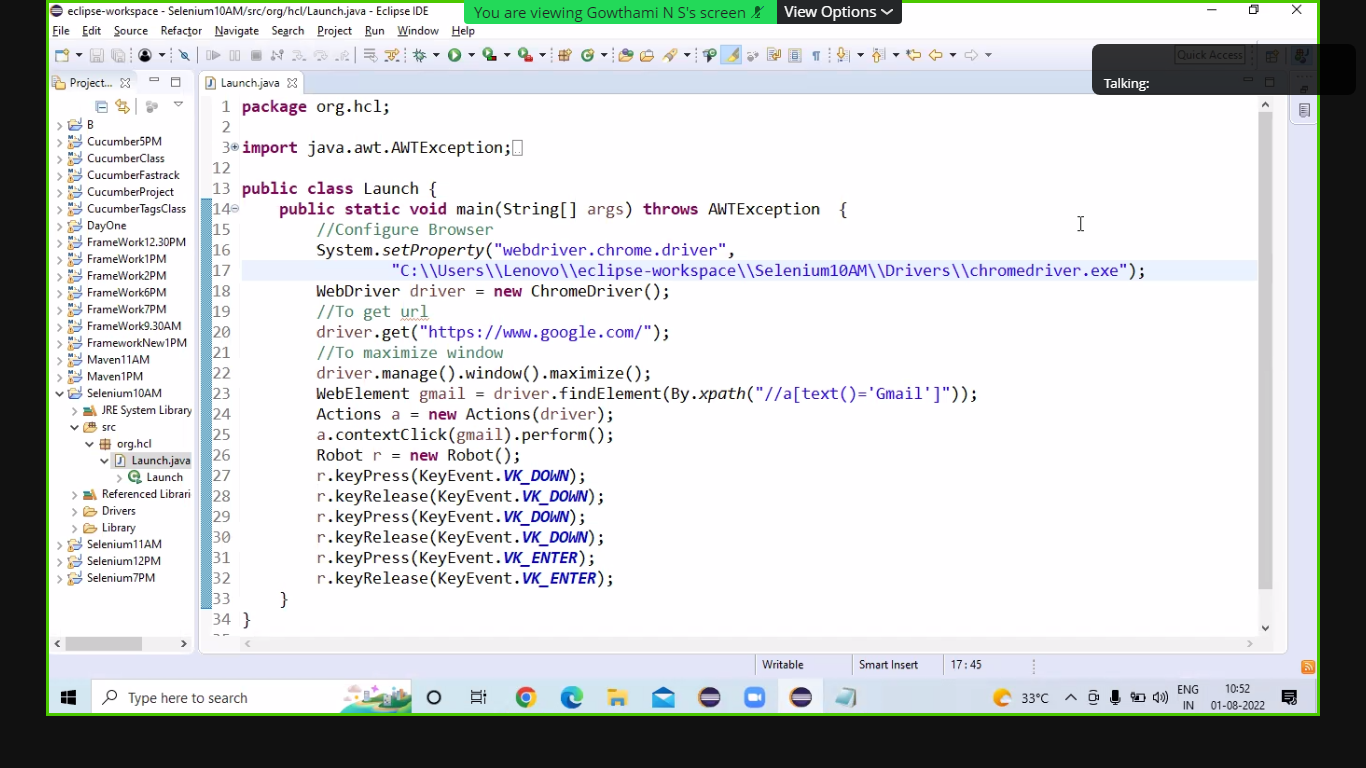 eclipse-workspace - Selenium10AM/src/org/hcl/Launch.java - Eclipse IDE
You are viewing Gowthami N S's screen
View Options
File Edit Source Refactor Navigate Search Project Run Window Help
Quick Access
Talking:
Project...
Launch.java
B
Cucumber5PM
CucumberClass
CucumberFastrack
CucumberProject
CucumberTagsClass
DayOne
FrameWork12.30PM
FrameWork1PM
FrameWork2PM
FrameWork6PM
FrameWork7PM
FrameWork9.30AM
FrameworkNew1PM
Maven11AM
Maven1PM
Selenium10AM
JRE System Library
src
org.hcl
Launch.java
Launch
Referenced Librari
Drivers
Library
Selenium11AM
Selenium12PM
Selenium7PM
1 package org.hcl;
2
3 import java.awt.AWTException;
12
13 public class Launch {
14 public static void main(String[] args) throws AWTException {
15 //Configure Browser
16 System.setProperty("webdriver.chrome.driver",
17 "C:\\Users\\Lenovo\\eclipse-workspace\\Selenium10AM\\Drivers\\chromedriver.exe");
18 WebDriver driver = new ChromeDriver();
19 //To get url
20 driver.get("https://www.google.com/");
21 //To maximize window
22 driver.manage().window().maximize();
23 WebElement gmail = driver.findElement(By.xpath("//a[text()='Gmail']"));
24 Actions a = new Actions(driver);
25 a.contextClick(gmail).perform();
26 Robot r = new Robot();
27 r.keyPress(KeyEvent.VK_DOWN);
28 r.keyRelease(KeyEvent.VK_DOWN);
29 r.keyPress(KeyEvent.VK_DOWN);
30 r.keyRelease(KeyEvent.VK_DOWN);
31 r.keyPress(KeyEvent.VK_ENTER);
32 r.keyRelease(KeyEvent.VK_ENTER);
33 }
34 }
Writable Smart Insert 17 : 45
Type here to search
33°C
ENG
IN
10:52
01-08-2022